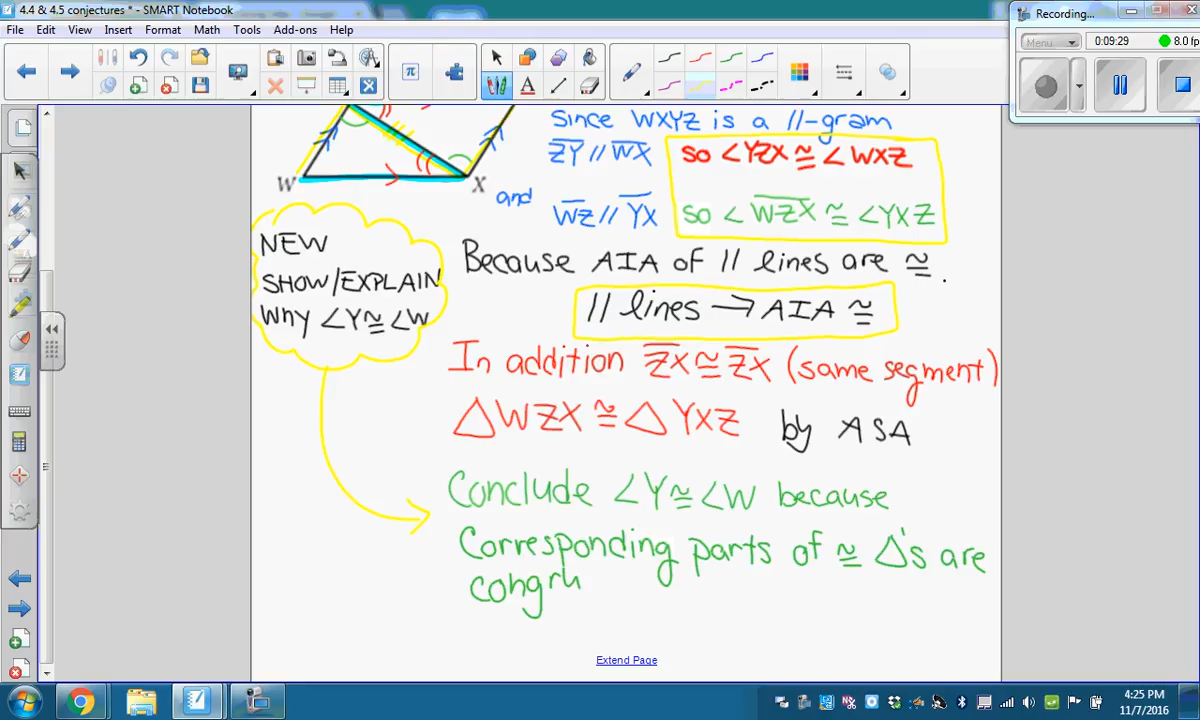 4.4 & 4.5 conjectures * - SMART Notebook
File Edit View Insert Format Math Tools Add-ons Help
Recording...
Menu 00:09:29 8.0 fp
π
Since WXYZ is a //-gram
ZY // WX so ∠YZX ≅ ∠WXZ
W X and
WZ // YX so ∠WZX ≅ ∠YXZ
NEW
SHOW/EXPLAIN
Why ∠Y≅∠W
Because AIA of // lines are ≅.
// lines → AIA ≅
In addition ZX ≅ ZX (same segment)
△WZX ≅ △YXZ by ASA
Conclude ∠Y≅∠W because
Corresponding parts of ≅ △'s are
congru
Extend Page
4:25 PM
11/7/2016